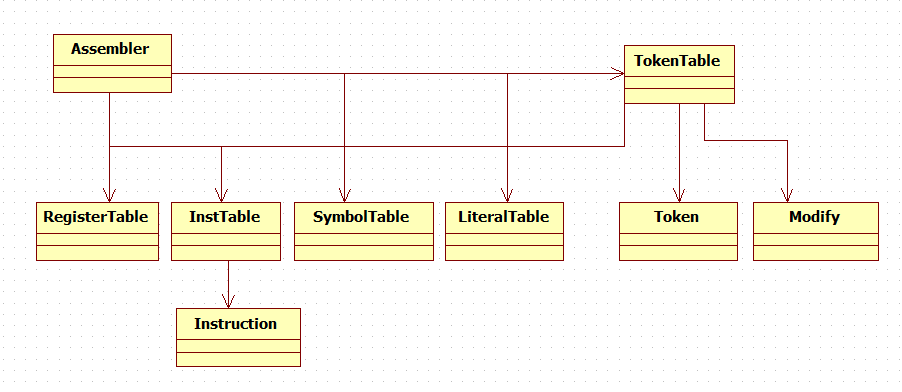 Assembler
TokenTable
RegisterTable
InstTable
SymbolTable
LiteralTable
Token
Modify
Instruction